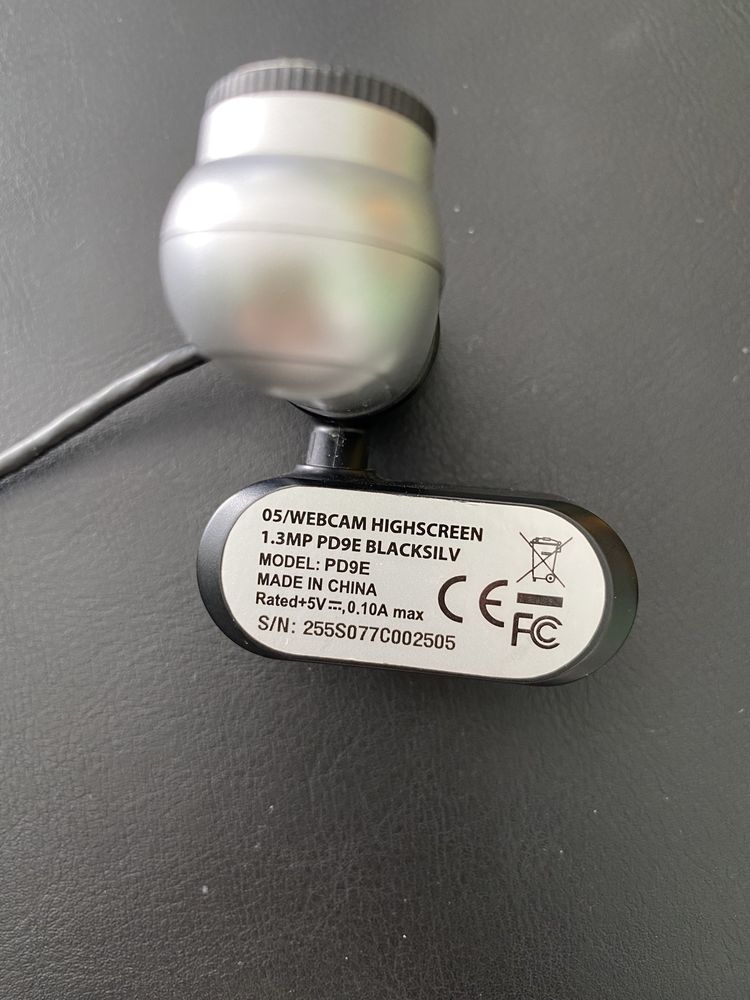 05/WEBCAM HIGHSCREEN
1.3MP PD9E BLACKSILV
MODEL: PD9E
MADE IN CHINA
Rated+5V⎓,0.10A max
S/N: 255S077C002505
CE
FC